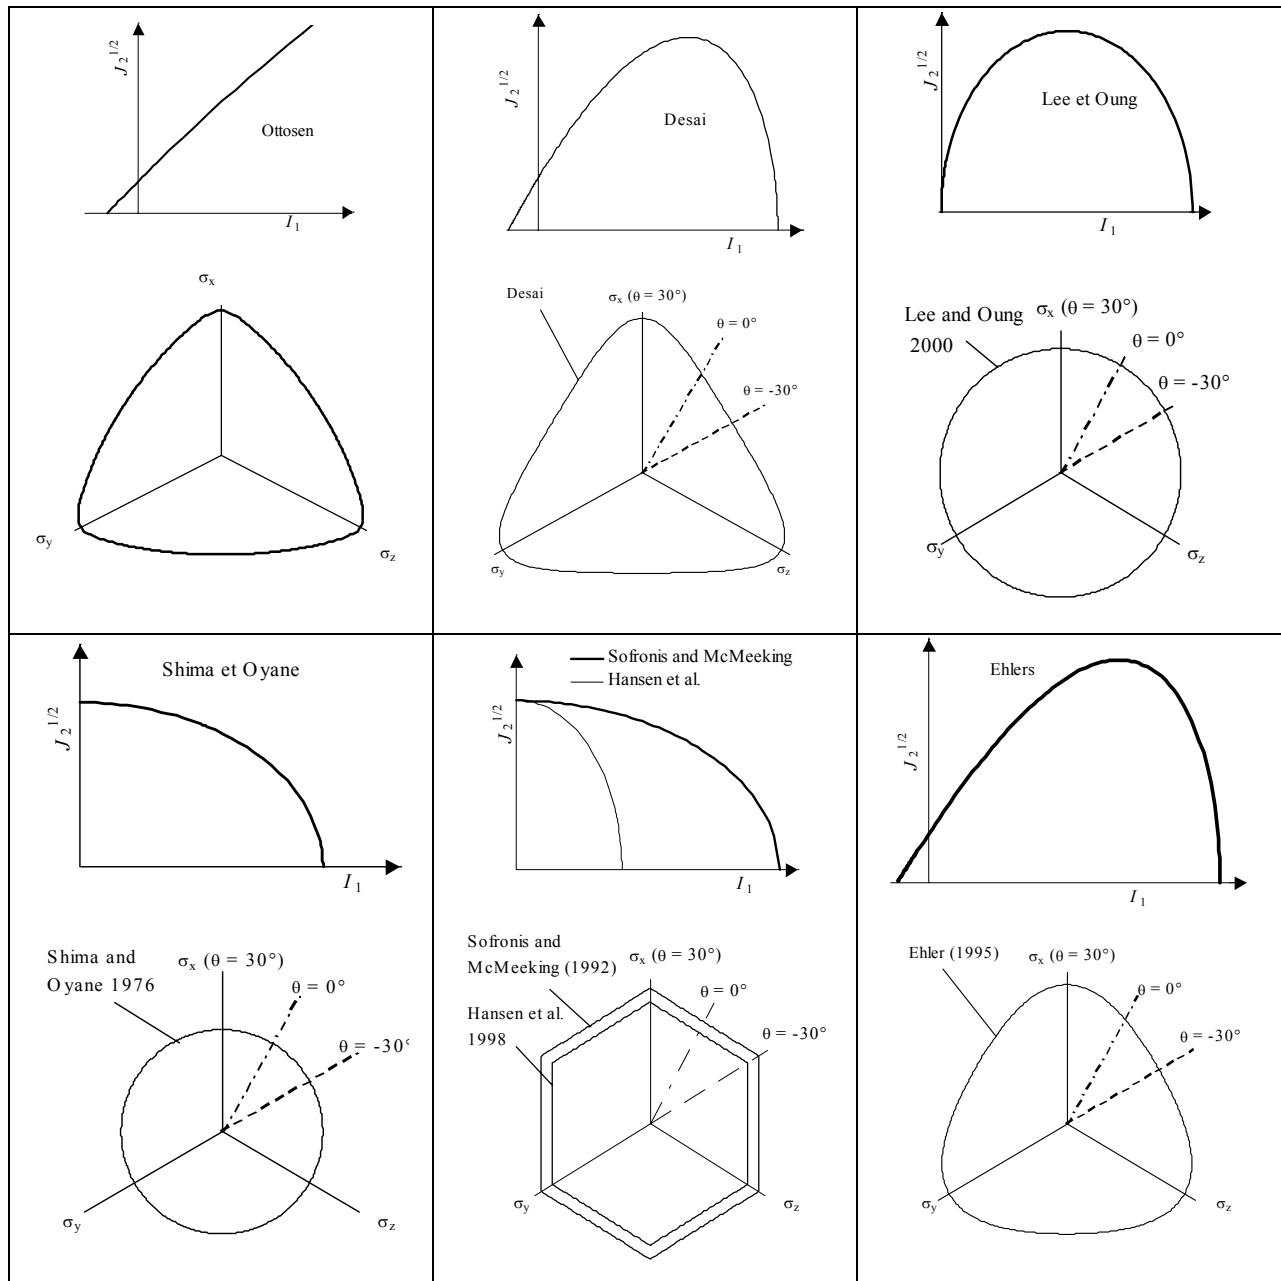 J2^1/2
Ottosen
I1
σx
σy
σz
J2^1/2
Desai
I1
Desai
σx (θ = 30°)
θ = 0°
θ = -30°
σy
σz
J2^1/2
Lee et Oung
I1
Lee and Oung
2000
σx (θ = 30°)
θ = 0°
θ = -30°
σy
σz
Shima et Oyane
J2^1/2
I1
Shima and
Oyane 1976
σx (θ = 30°)
θ = 0°
θ = -30°
σy
σz
Sofronis and McMeeking
Hansen et al.
J2^1/2
I1
Sofronis and
McMeeking (1992)
σx (θ = 30°)
Hansen et al.
1998
θ = 0°
θ = -30°
σy
σz
Ehlers
J2^1/2
I1
Ehler (1995)
σx (θ = 30°)
θ = 0°
θ = -30°
σy
σz